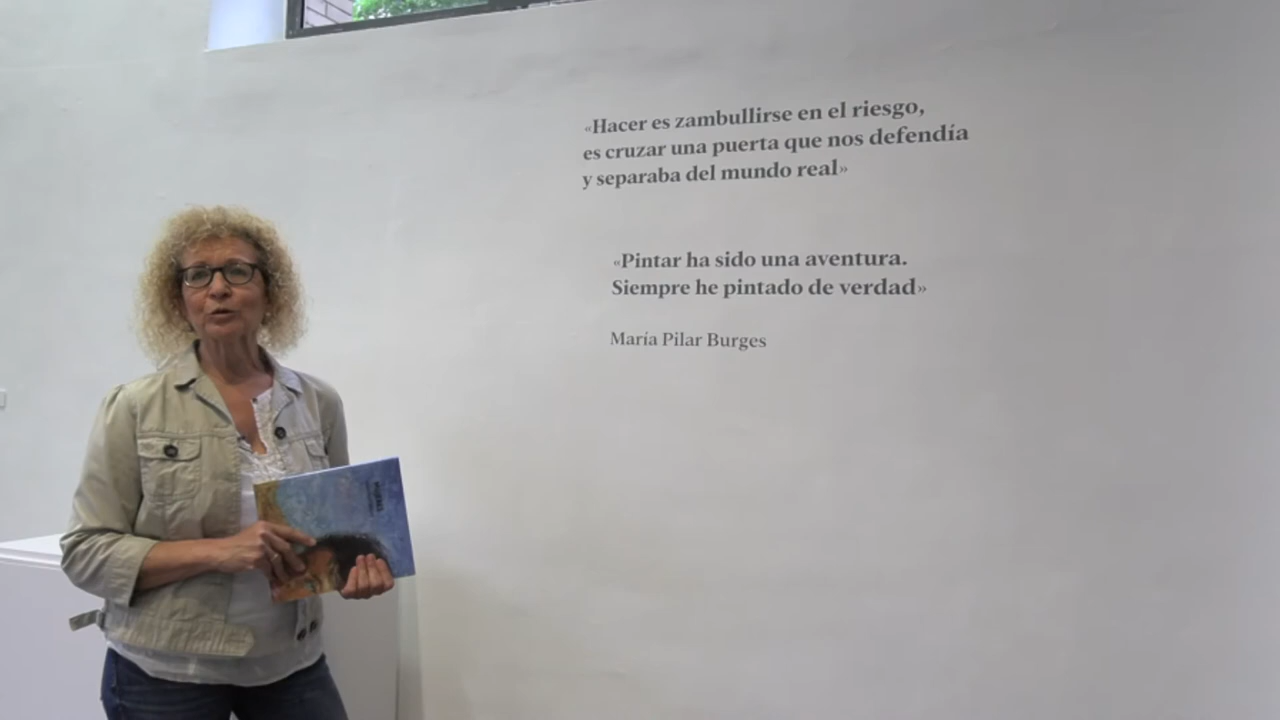 «Hacer es zambullirse en el riesgo,
es cruzar una puerta que nos defendía
y separaba del mundo real»
«Pintar ha sido una aventura.
Siempre he pintado de verdad»
María Pilar Burges